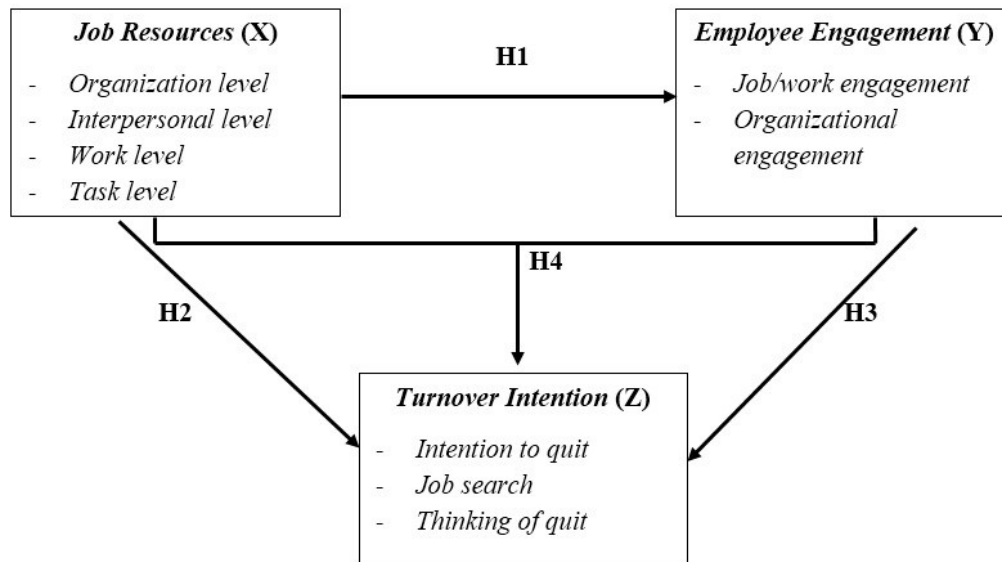 Job Resources (X)
- Organization level
- Interpersonal level
- Work level
- Task level
H1
Employee Engagement (Y)
- Job/work engagement
- Organizational
engagement
H2
H4
H3
Turnover Intention (Z)
- Intention to quit
- Job search
- Thinking of quit